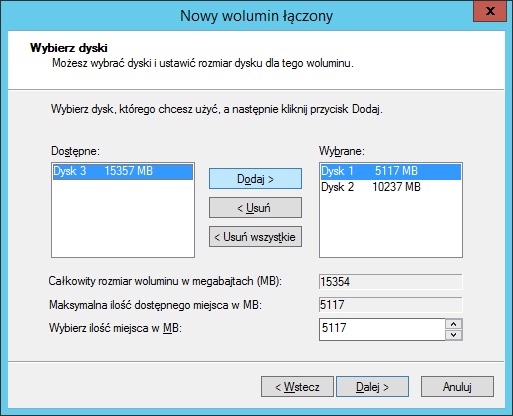 Nowy wolumin łączony
x
Wybierz dyski
Możesz wybrać dyski i ustawić rozmiar dysku dla tego woluminu.
Wybierz dysk, którego chcesz użyć, a następnie kliknij przycisk Dodaj.
Dostępne:
Dysk 3 15357 MB
Dodaj >
< Usuń
< Usuń wszystkie
Wybrane:
Dysk 1 5117 MB
Dysk 2 10237 MB
Całkowity rozmiar woluminu w megabajtach (MB): 15354
Maksymalna ilość dostępnego miejsca w MB: 5117
Wybierz ilość miejsca w MB: 5117
< Wstecz Dalej > Anuluj